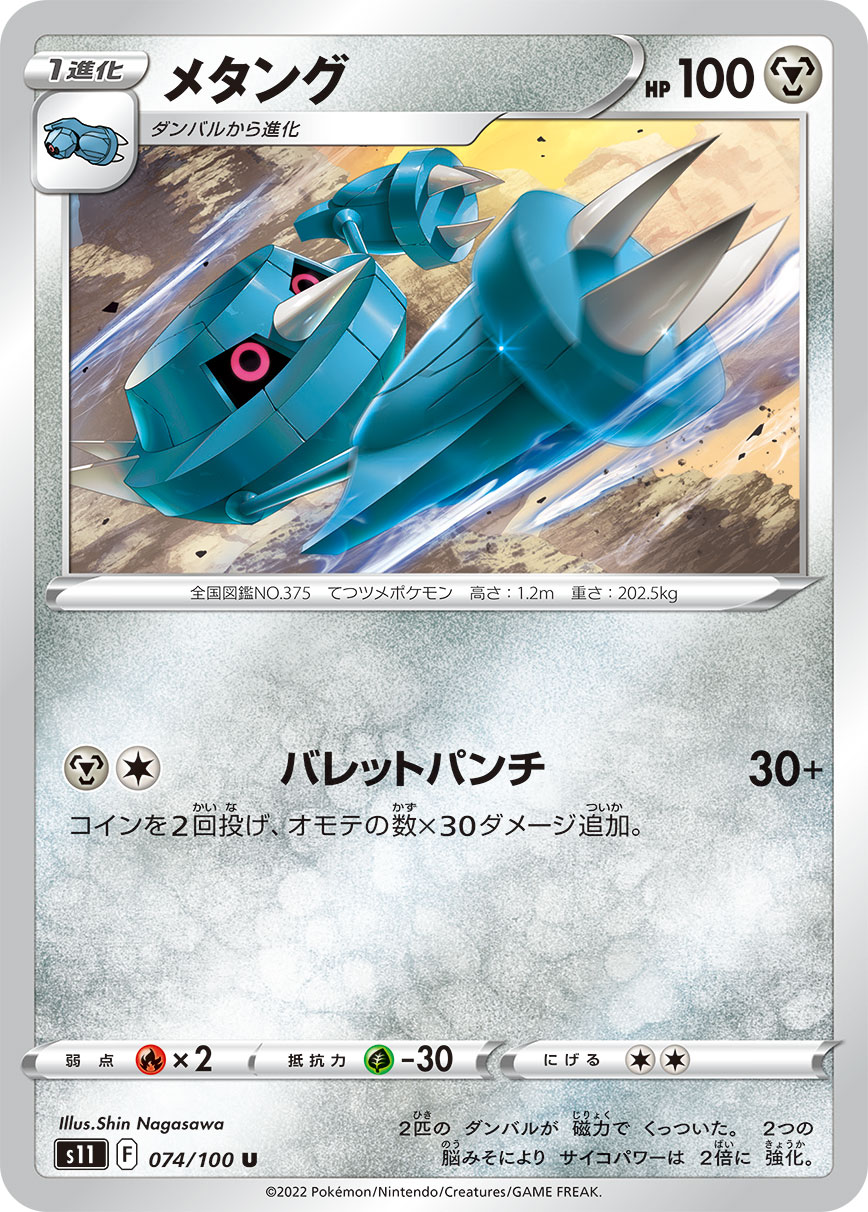 1進化
メタング
HP 100
ダンバルから進化
全国図鑑NO.375 てつツメポケモン 高さ：1.2m 重さ：202.5kg
バレットパンチ 30+
コインを2回投げ、オモテの数×30ダメージ追加。
弱点 ×2 抵抗力 -30 にげる
Illus.Shin Nagasawa
s11 F 074/100 U
2匹の ダンバルが 磁力で くっついた。 2つの
脳みそにより サイコパワーは 2倍に 強化。
©2022 Pokémon/Nintendo/Creatures/GAME FREAK.